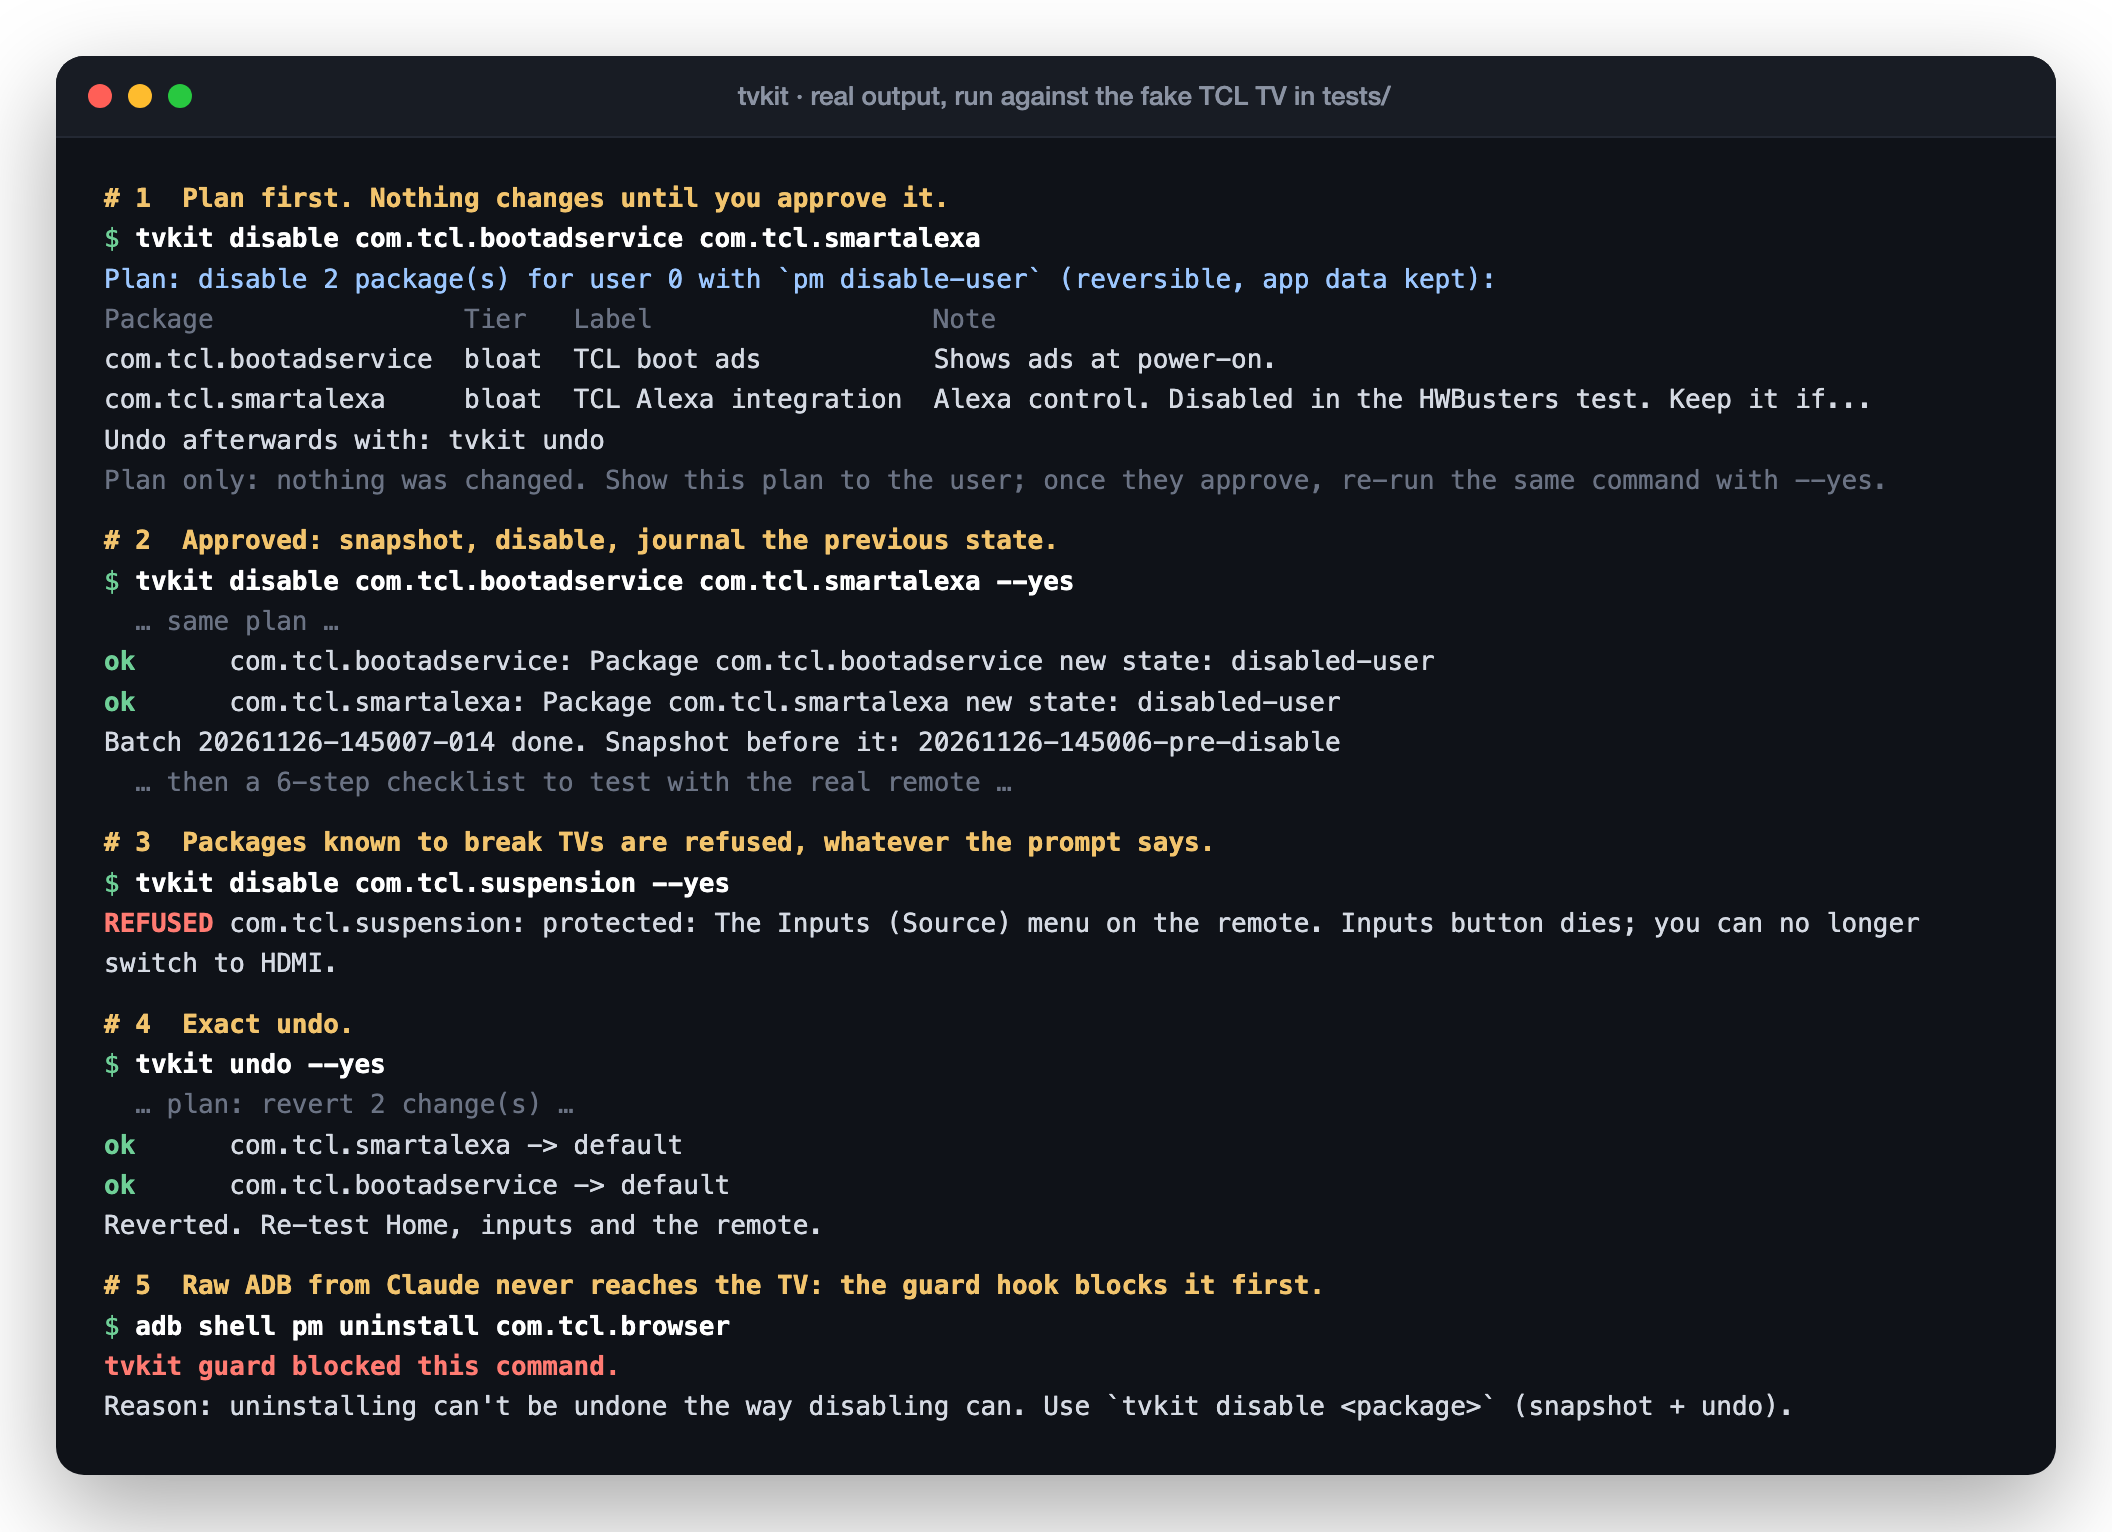 tvkit · real output, run against the fake TCL TV in tests/
# 1  Plan first. Nothing changes until you approve it.
$ tvkit disable com.tcl.bootadservice com.tcl.smartalexa
Plan: disable 2 package(s) for user 0 with `pm disable-user` (reversible, app data kept):
Package                Tier   Label                  Note
com.tcl.bootadservice  bloat  TCL boot ads           Shows ads at power-on.
com.tcl.smartalexa     bloat  TCL Alexa integration  Alexa control. Disabled in the HWBusters test. Keep it if...
Undo afterwards with: tvkit undo
Plan only: nothing was changed. Show this plan to the user; once they approve, re-run the same command with --yes.
# 2  Approved: snapshot, disable, journal the previous state.
$ tvkit disable com.tcl.bootadservice com.tcl.smartalexa --yes
  … same plan …
ok      com.tcl.bootadservice: Package com.tcl.bootadservice new state: disabled-user
ok      com.tcl.smartalexa: Package com.tcl.smartalexa new state: disabled-user
Batch 20261126-145007-014 done. Snapshot before it: 20261126-145006-pre-disable
  … then a 6-step checklist to test with the real remote …
# 3  Packages known to break TVs are refused, whatever the prompt says.
$ tvkit disable com.tcl.suspension --yes
REFUSED com.tcl.suspension: protected: The Inputs (Source) menu on the remote. Inputs button dies; you can no longer
switch to HDMI.
# 4  Exact undo.
$ tvkit undo --yes
  … plan: revert 2 change(s) …
ok      com.tcl.smartalexa -> default
ok      com.tcl.bootadservice -> default
Reverted. Re-test Home, inputs and the remote.
# 5  Raw ADB from Claude never reaches the TV: the guard hook blocks it first.
$ adb shell pm uninstall com.tcl.browser
tvkit guard blocked this command.
Reason: uninstalling can't be undone the way disabling can. Use `tvkit disable <package>` (snapshot + undo).